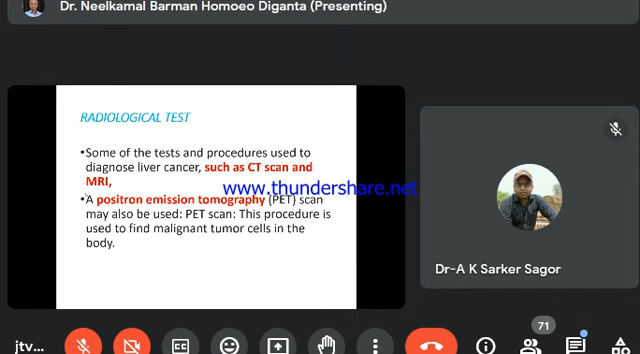 Dr. Neelkamal Barman Homoeo Diganta (Presenting)
RADIOLOGICAL TEST
•Some of the tests and procedures used to
diagnose liver cancer, such as CT scan and
MRI,
•A positron emission tomography (PET) scan
may also be used: PET scan: This procedure is
used to find malignant tumor cells in the
body.
www.thundershare.net
Dr-A K Sarker Sagor
71
jtv...